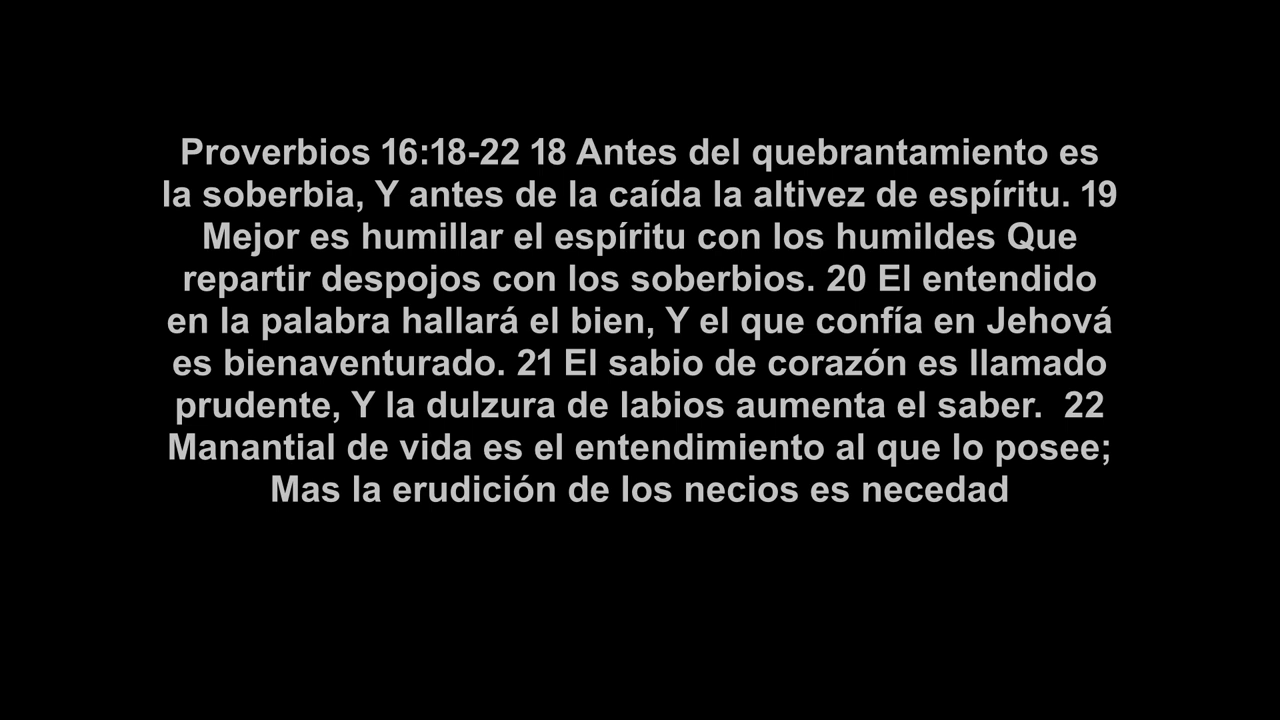 Proverbios 16:18-22 18 Antes del quebrantamiento es
la soberbia, Y antes de la caída la altivez de espíritu. 19
Mejor es humillar el espíritu con los humildes Que
repartir despojos con los soberbios. 20 El entendido
en la palabra hallará el bien, Y el que confía en Jehová
es bienaventurado. 21 El sabio de corazón es llamado
prudente, Y la dulzura de labios aumenta el saber.  22
Manantial de vida es el entendimiento al que lo posee;
Mas la erudición de los necios es necedad